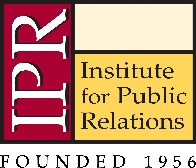 IPR
Institute
for Public
Relations
FOUNDED 1956